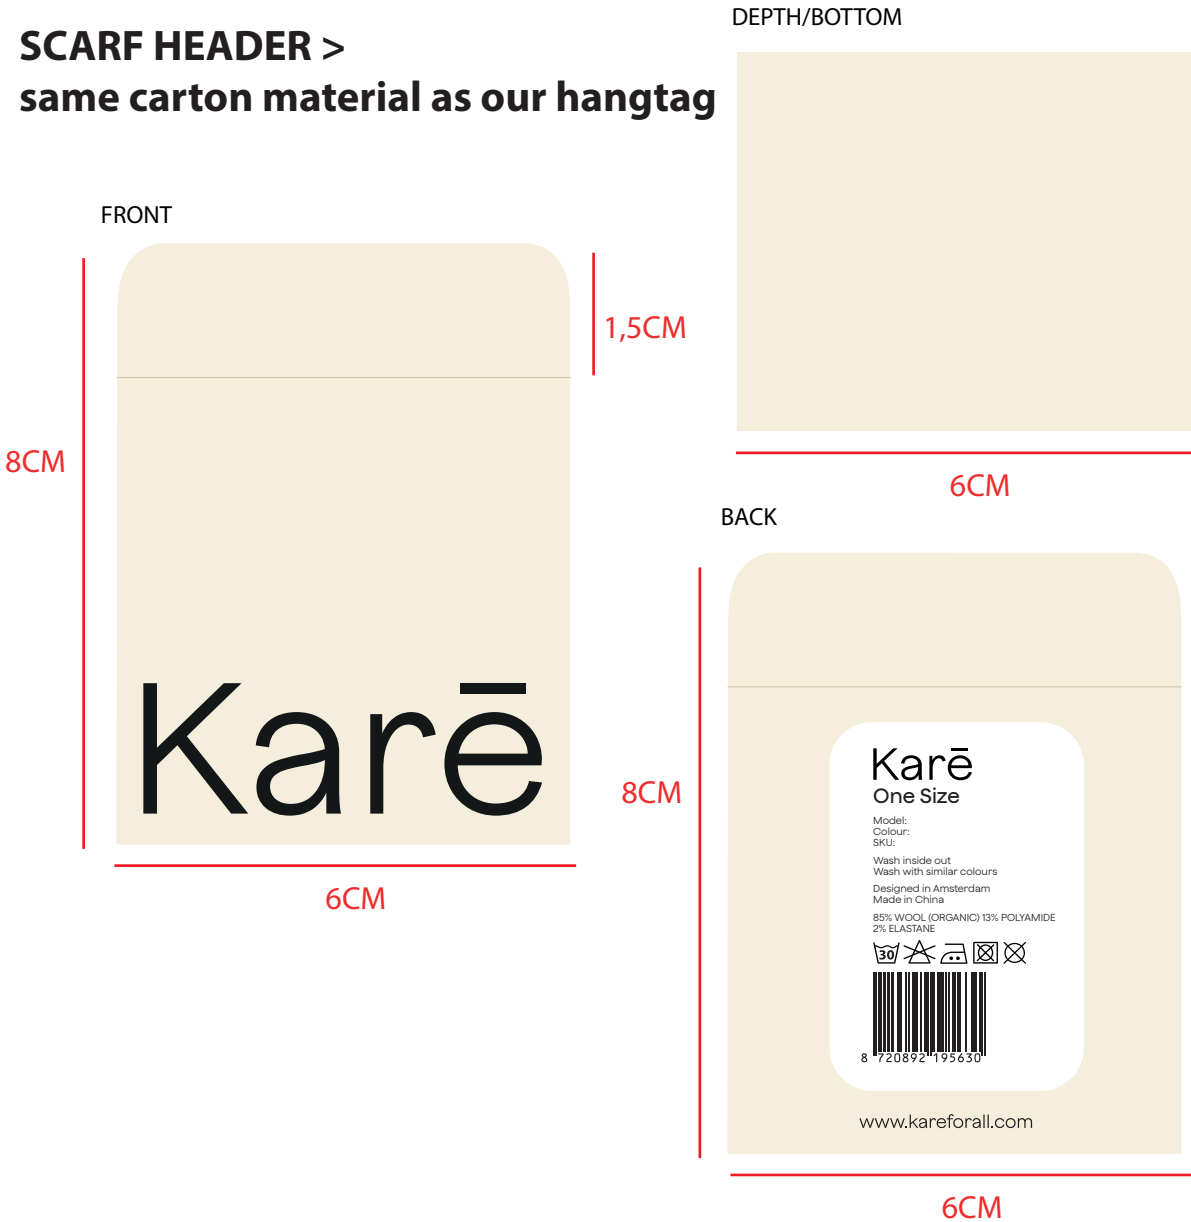 SCARF HEADER >
same carton material as our hangtag
DEPTH/BOTTOM
6CM
FRONT
1,5CM
8CM
Karē
6CM
BACK
8CM
Karē
One Size
Model:
Colour:
SKU:
Wash inside out
Wash with similar colours
Designed in Amsterdam
Made in China
85% WOOL (ORGANIC) 13% POLYAMIDE
2% ELASTANE
30
8 720892 195630
www.kareforall.com
6CM